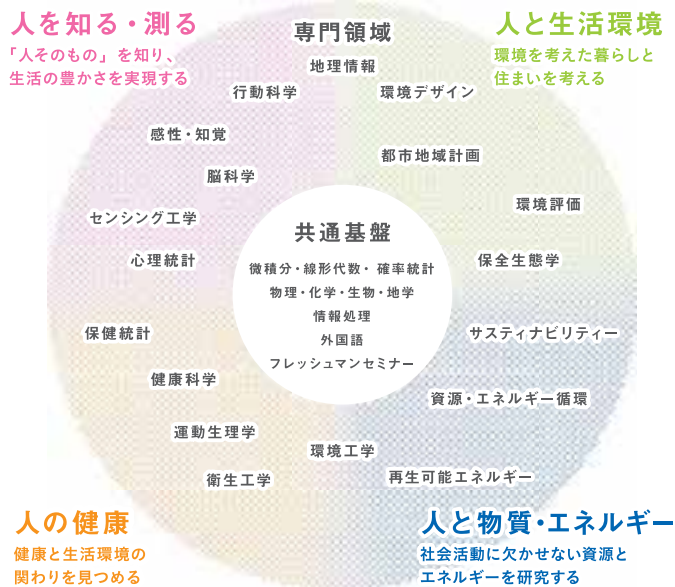 人を知る・測る
「人そのもの」を知り、
生活の豊かさを実現する
人と生活環境
環境を考えた暮らしと
住まいを考える
専門領域
地理情報
行動科学
環境デザイン
感性・知覚
都市地域計画
脳科学
センシング工学
環境評価
心理統計
保全生態学
共通基盤
微積分・線形代数・確率統計
物理・化学・生物・地学
情報処理
外国語
フレッシュマンセミナー
保健統計
サスティナビリティー
健康科学
資源・エネルギー循環
運動生理学
環境工学
衛生工学
再生可能エネルギー
人の健康
健康と生活環境の
関わりを見つめる
人と物質・エネルギー
社会活動に欠かせない資源と
エネルギーを研究する